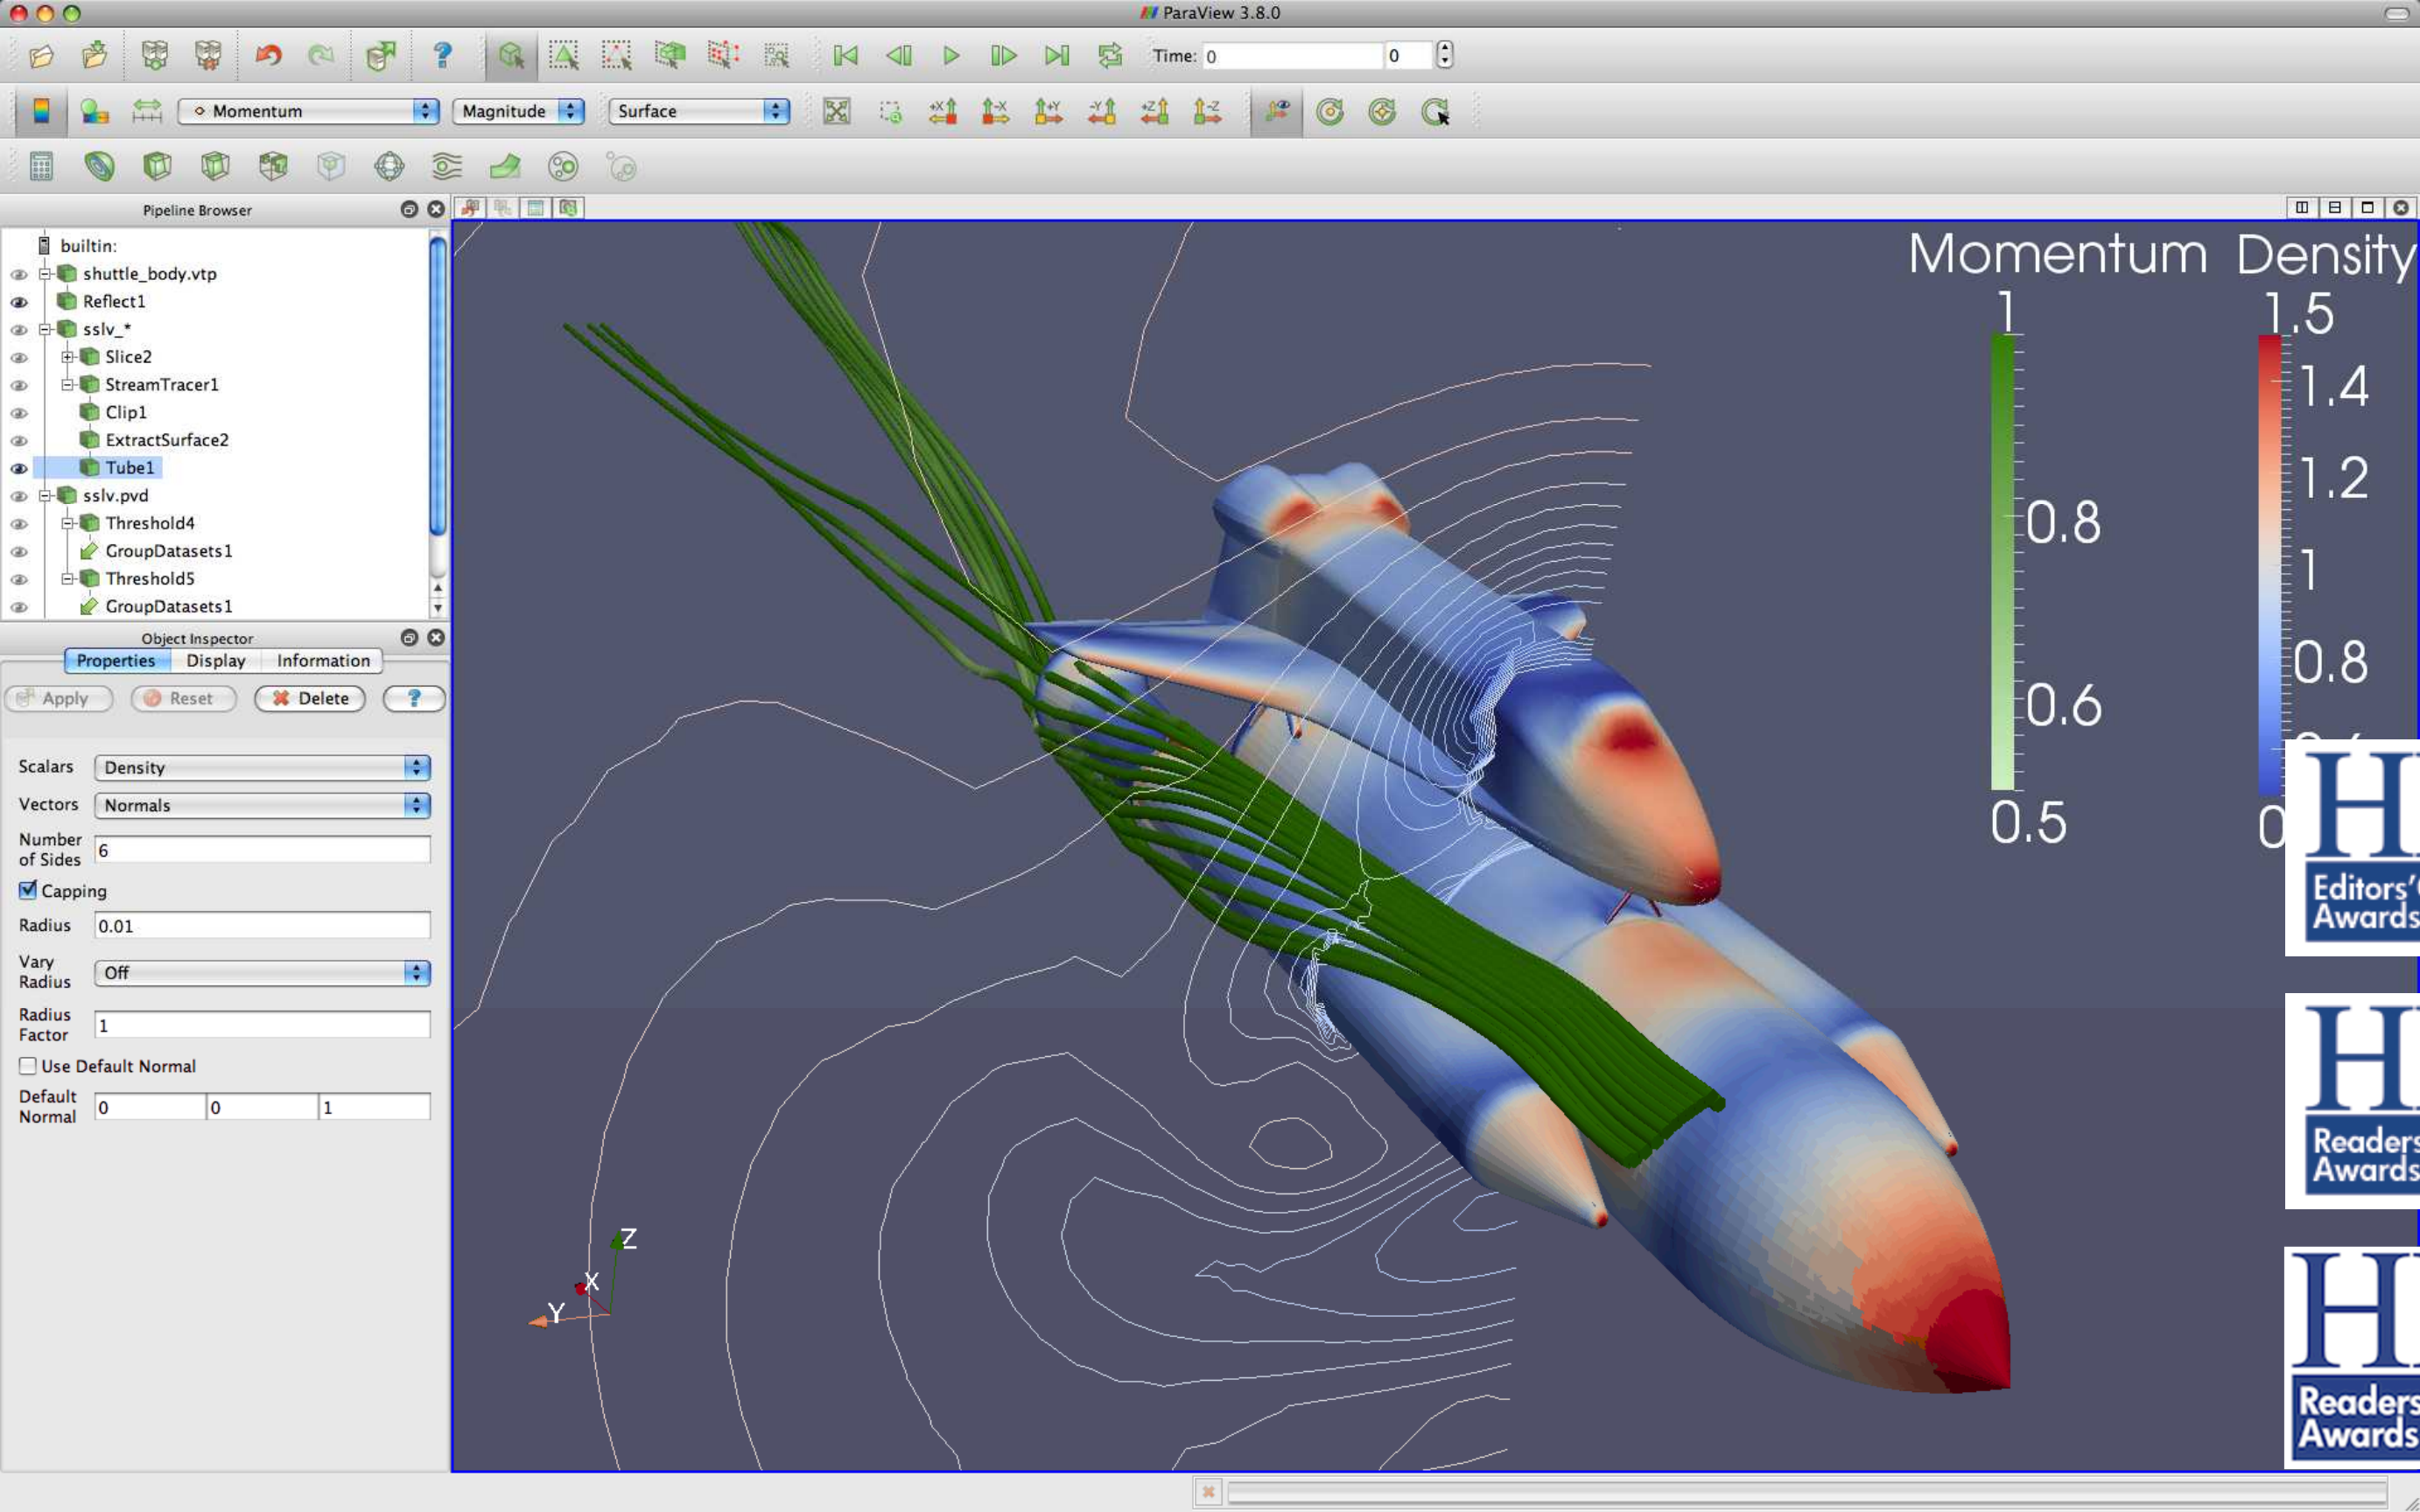 ParaView 3.8.0
Time: 0 0
Momentum Magnitude Surface
+X -X +Y -Y +Z -Z
Pipeline Browser
builtin:
shuttle_body.vtp
Reflect1
sslv_*
Slice2
StreamTracer1
Clip1
ExtractSurface2
Tube1
sslv.pvd
Threshold4
GroupDatasets1
Threshold5
GroupDatasets1
Object Inspector
Properties Display Information
Apply Reset Delete ?
Scalars Density
Vectors Normals
Number
of Sides 6
Capping
Radius 0.01
Vary
Radius Off
Radius
Factor 1
Use Default Normal
Default
Normal 0 0 1
Momentum
1
0.8
0.6
0.5
Density
1.5
1.4
1.2
1
0.8
0
Z
X
Y
H
Editors'
Awards
H
Readers
Awards
H
Readers
Awards